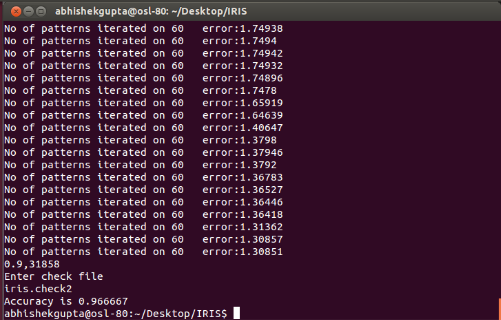 abhishekgupta@osl-80: ~/Desktop/IRIS
No of patterns iterated on 60 error:1.74938
No of patterns iterated on 60 error:1.7494
No of patterns iterated on 60 error:1.74942
No of patterns iterated on 60 error:1.74932
No of patterns iterated on 60 error:1.74896
No of patterns iterated on 60 error:1.7478
No of patterns iterated on 60 error:1.65919
No of patterns iterated on 60 error:1.64639
No of patterns iterated on 60 error:1.40647
No of patterns iterated on 60 error:1.3798
No of patterns iterated on 60 error:1.37946
No of patterns iterated on 60 error:1.3792
No of patterns iterated on 60 error:1.36783
No of patterns iterated on 60 error:1.36527
No of patterns iterated on 60 error:1.36446
No of patterns iterated on 60 error:1.36418
No of patterns iterated on 60 error:1.31362
No of patterns iterated on 60 error:1.30857
No of patterns iterated on 60 error:1.30851
0.9,31858
Enter check file
iris.check2
Accuracy is 0.966667
abhishekgupta@osl-80:~/Desktop/IRIS$